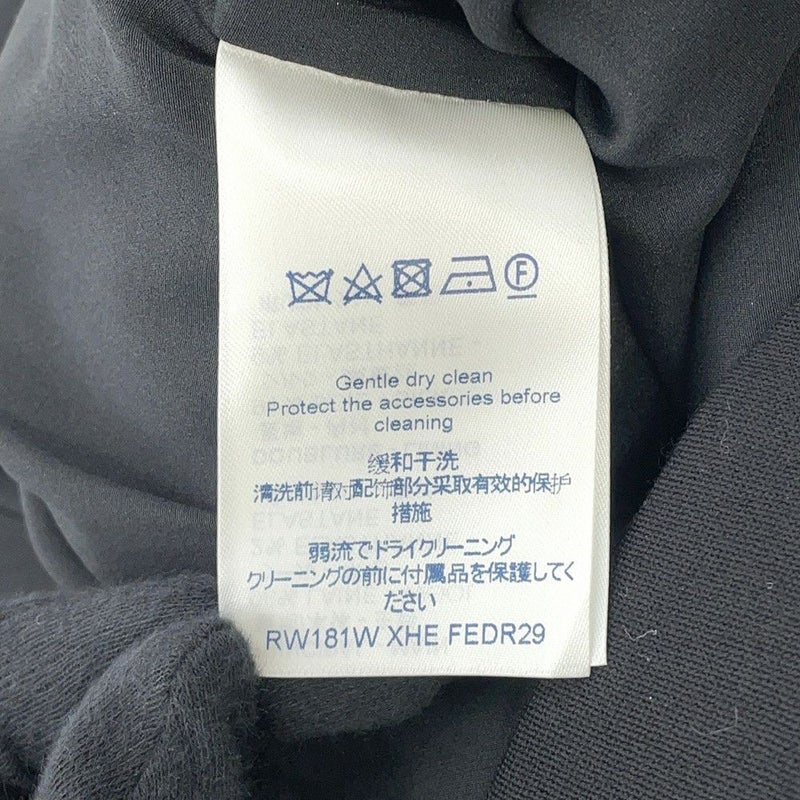 F
Gentle dry clean
Protect the accessories before
cleaning
缓和干洗
清洗前请对配饰部分采取有效的保护
措施
弱流でドライクリーニング
クリーニングの前に付属品を保護してく
ださい
RW181W XHE FEDR29